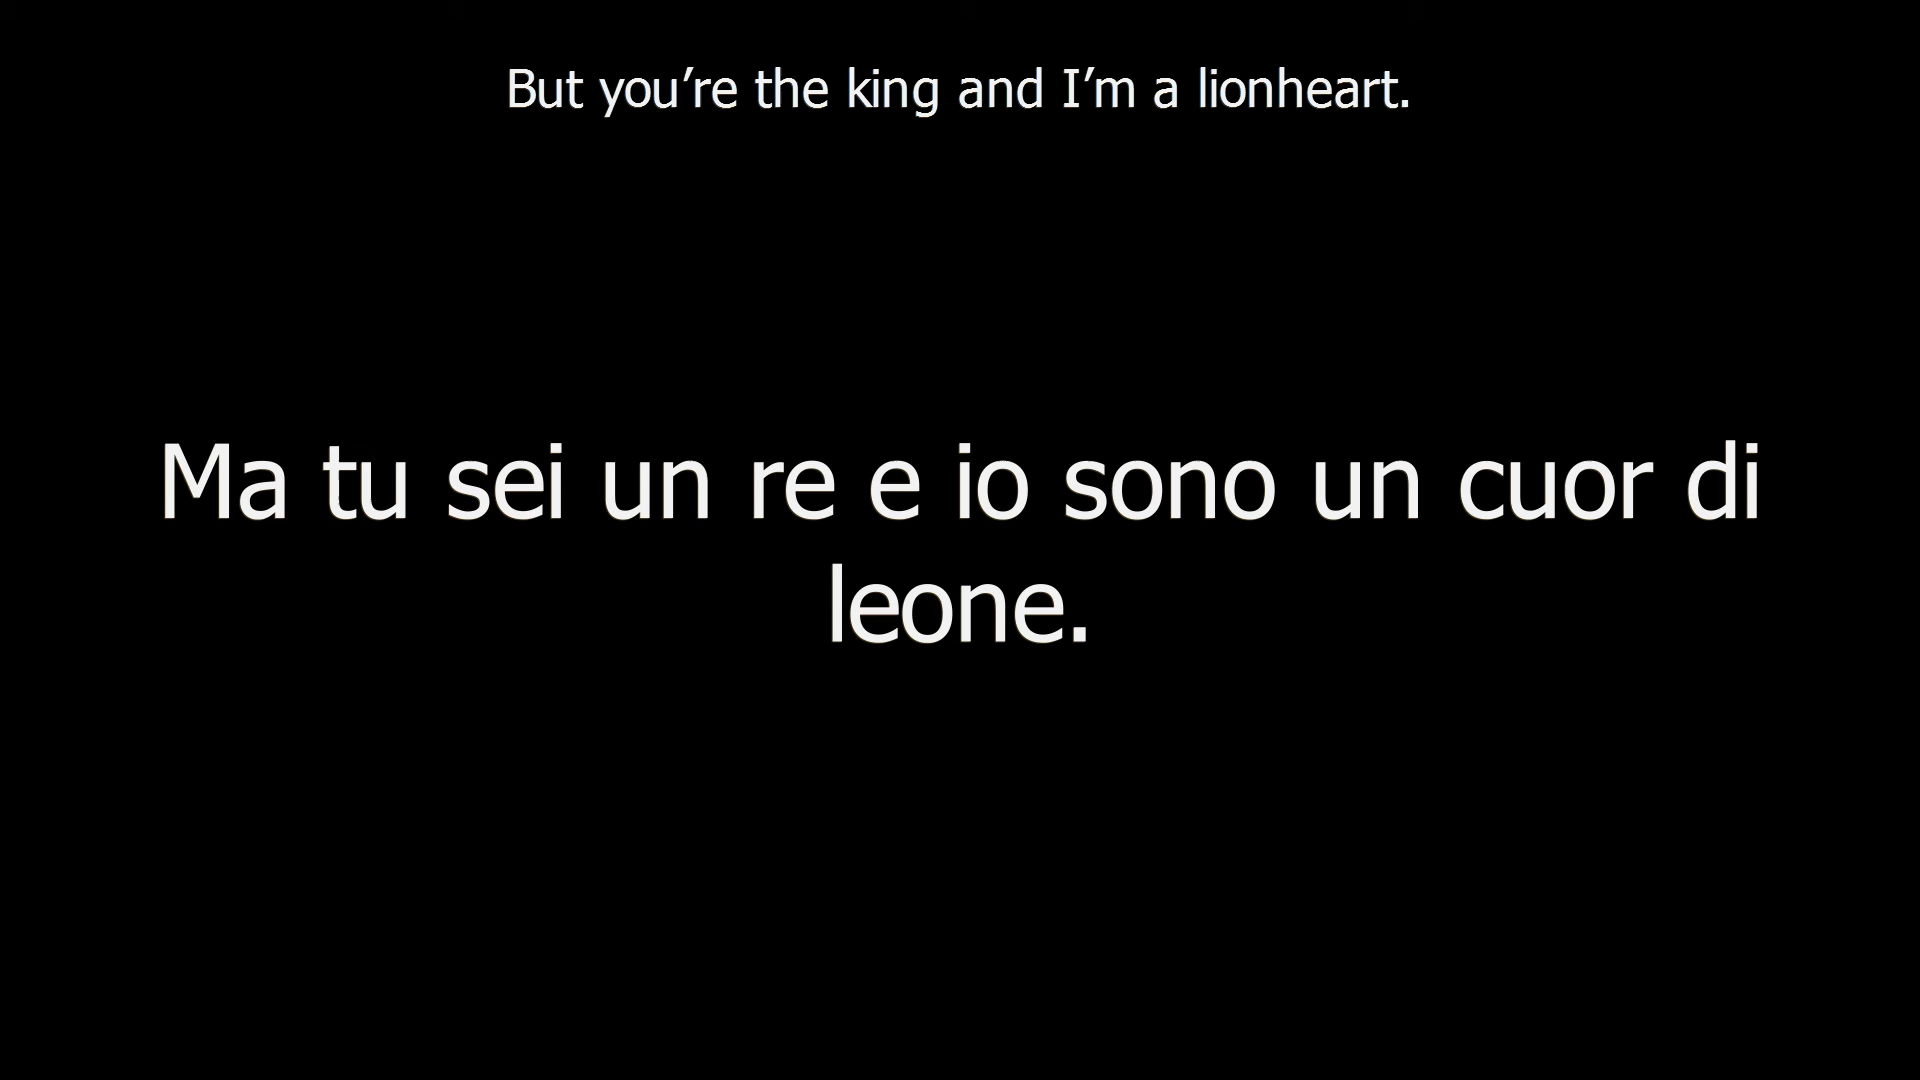 But you’re the king and I’m a lionheart.
Ma tu sei un re e io sono un cuor di
leone.